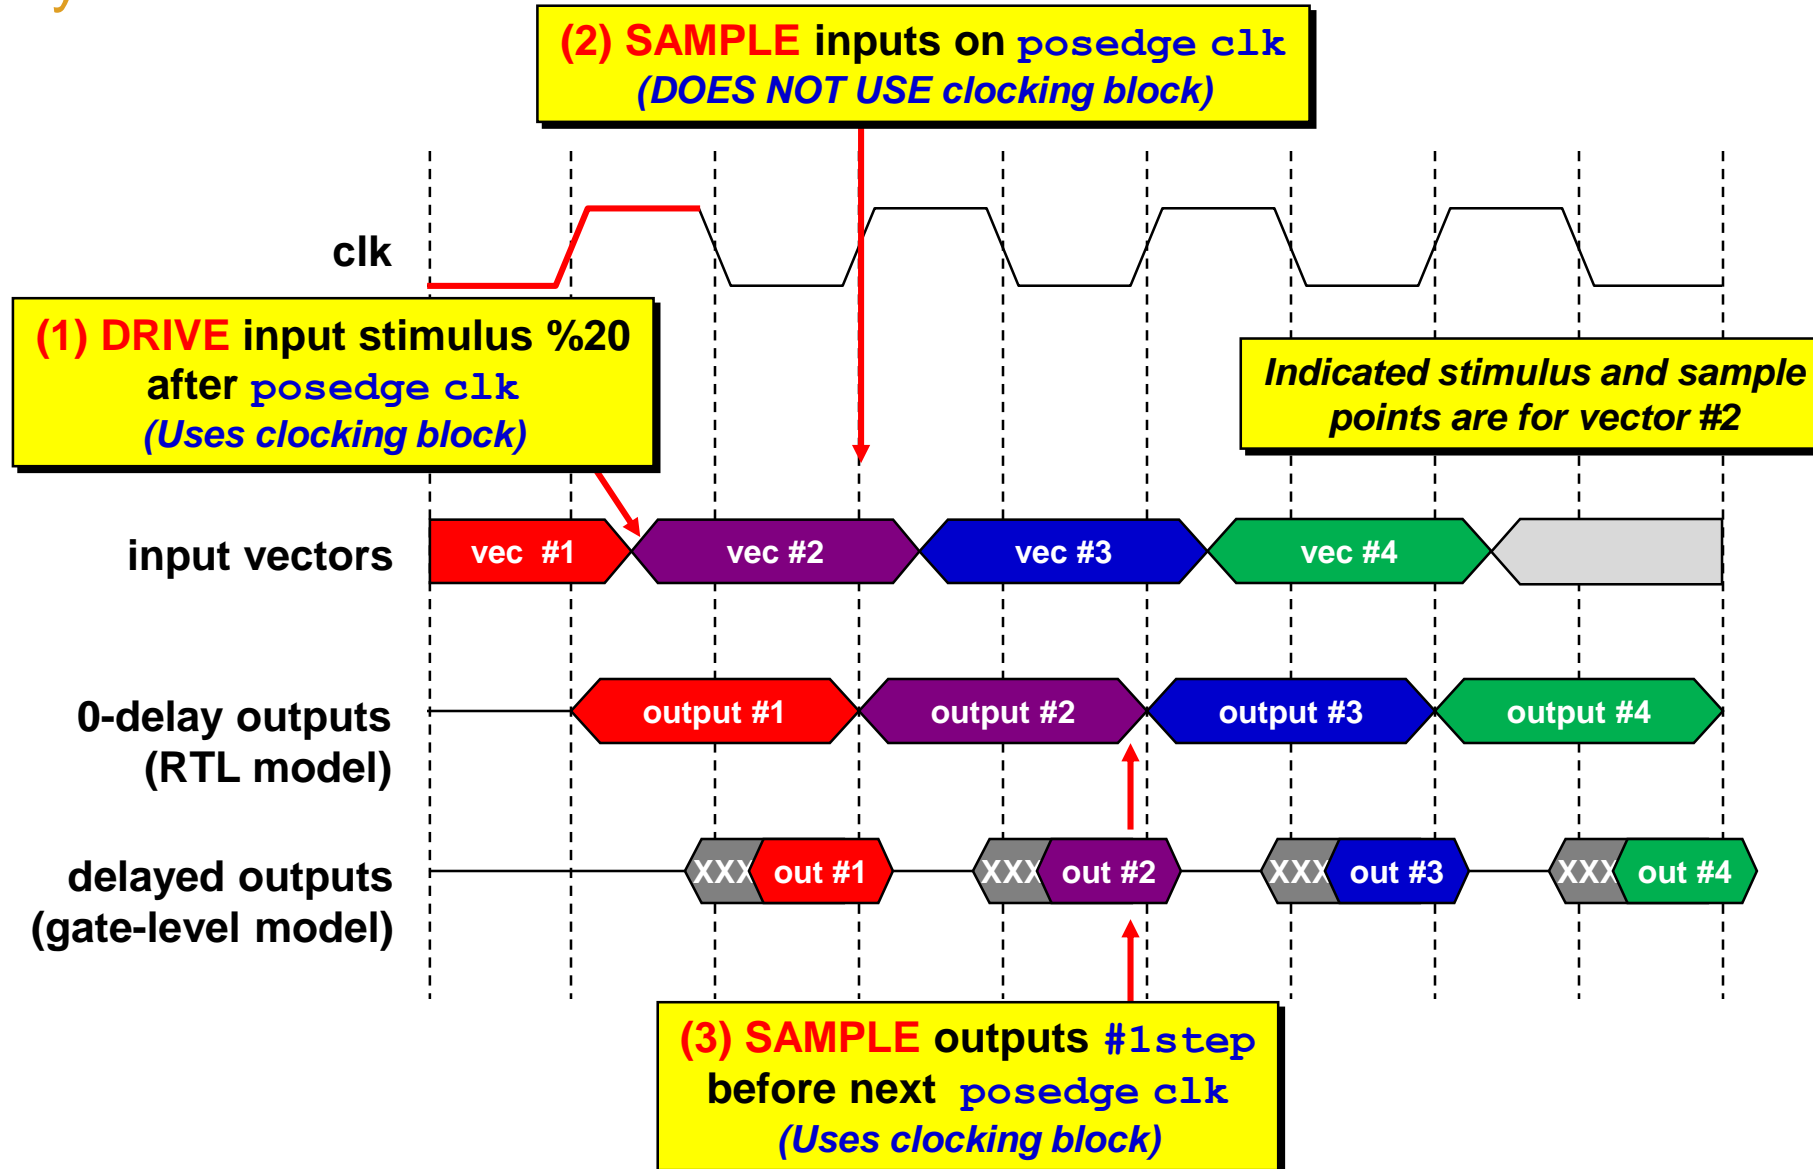 y
(2) SAMPLE inputs on posedge clk
(DOES NOT USE clocking block)
clk
(1) DRIVE input stimulus %20
after posedge clk
(Uses clocking block)
Indicated stimulus and sample
points are for vector #2
input vectors
vec #1
vec #2
vec #3
vec #4
0-delay outputs
(RTL model)
output #1
output #2
output #3
output #4
delayed outputs
(gate-level model)
XXX
out #1
XXX
out #2
XXX
out #3
XXX
out #4
(3) SAMPLE outputs #1step
before next posedge clk
(Uses clocking block)